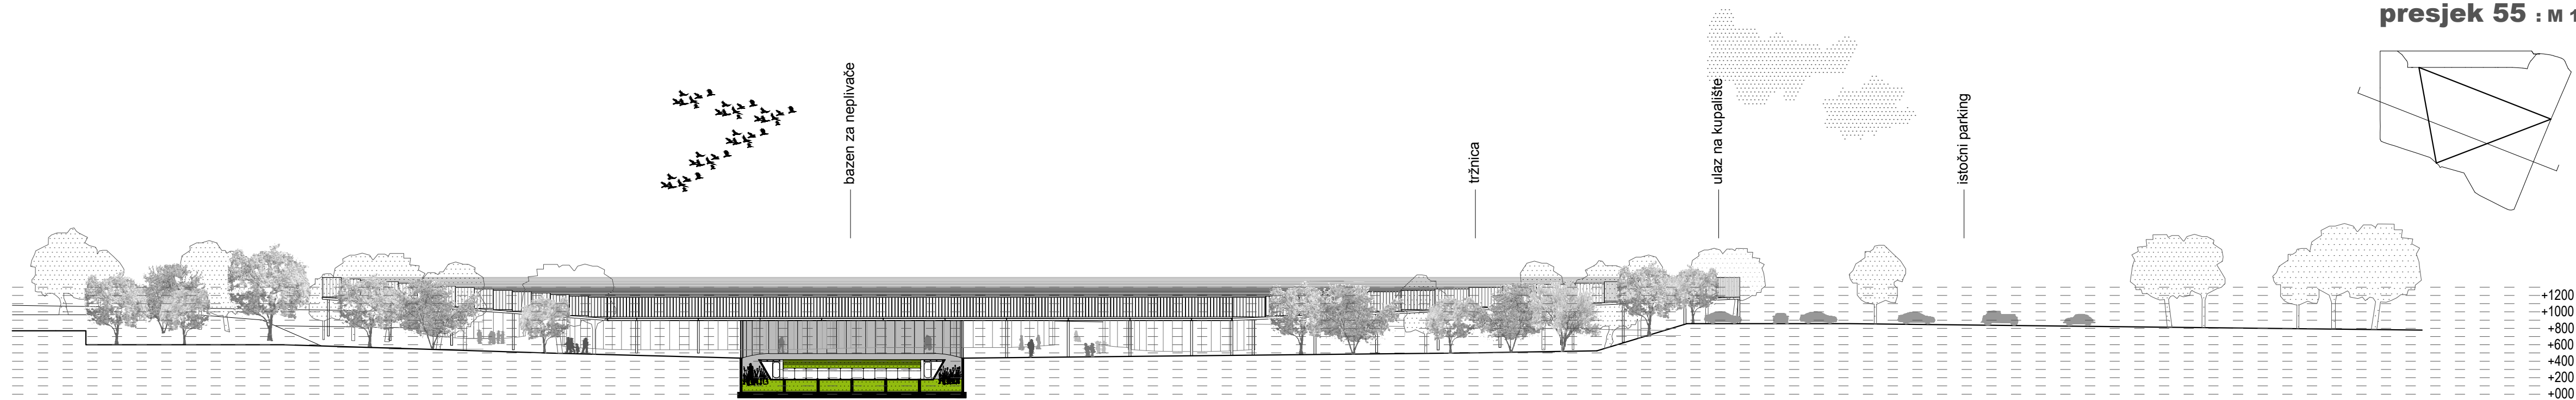 presjek 55 : M 1
bazen za neplivače
tržnica
ulaz na kupalište
istočni parking
+1200
+1000
+800
+600
+400
+200
+000